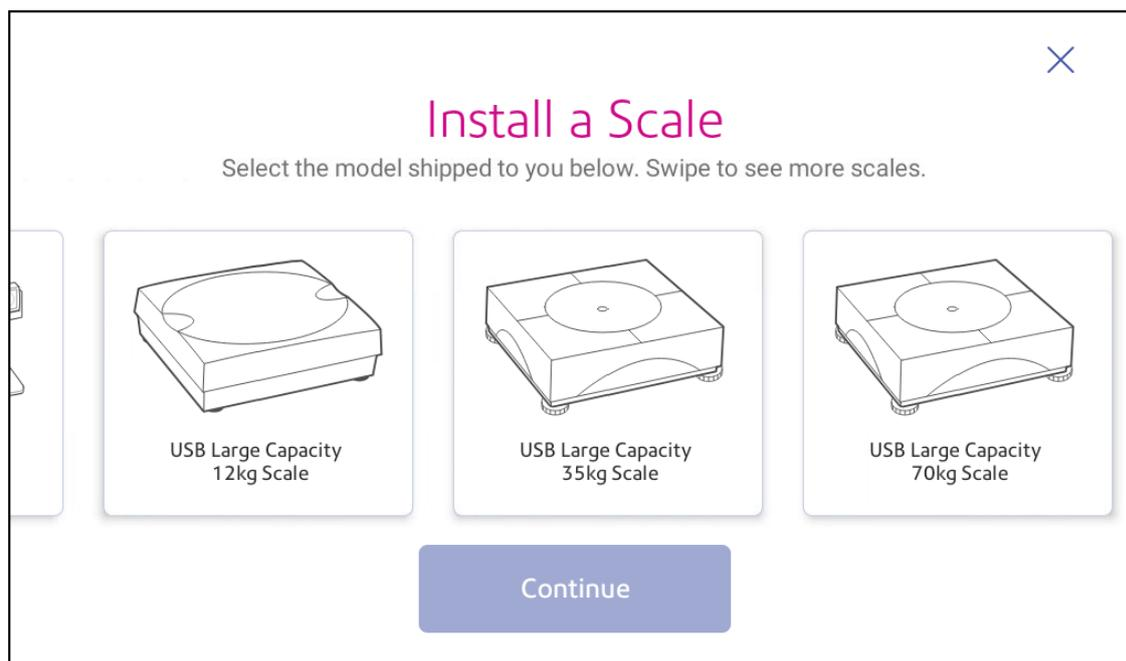 Install a Scale
Select the model shipped to you below. Swipe to see more scales.
USB Large Capacity
12kg Scale
USB Large Capacity
35kg Scale
USB Large Capacity
70kg Scale
Continue